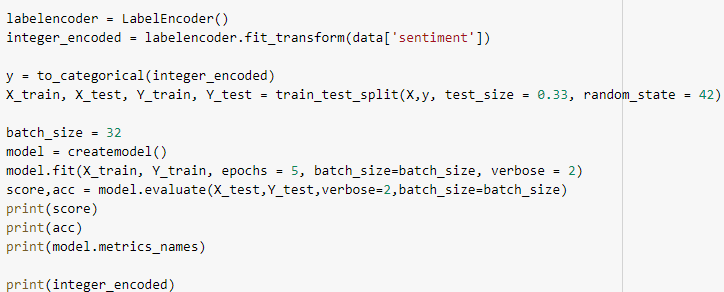 labelencoder = LabelEncoder()
integer_encoded = labelencoder.fit_transform(data['sentiment'])
y = to_categorical(integer_encoded)
X_train, X_test, Y_train, Y_test = train_test_split(X,y, test_size = 0.33, random_state = 42)
batch_size = 32
model = createmodel()
model.fit(X_train, Y_train, epochs = 5, batch_size=batch_size, verbose = 2)
score,acc = model.evaluate(X_test,Y_test,verbose=2,batch_size=batch_size)
print(score)
print(acc)
print(model.metrics_names)
print(integer_encoded)